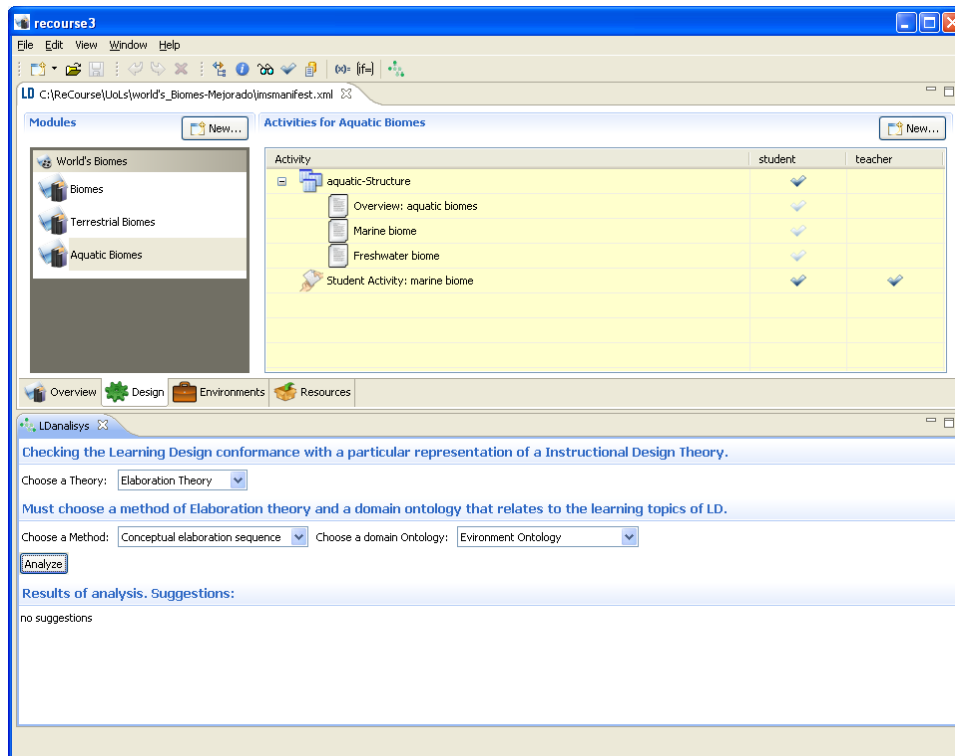 recourse3
File Edit View Window Help
(x)= (if=)
LD C:\ReCourse\UoLs\world's_Biomes-Mejorado\imsmanifest.xml
Modules New... Activities for Aquatic Biomes New...
World's Biomes
Biomes
Terrestrial Biomes
Aquatic Biomes
Activity student teacher
aquatic-Structure
Overview: aquatic biomes
Marine biome
Freshwater biome
Student Activity: marine biome
Overview Design Environments Resources
LDanalisys
Checking the Learning Design conformance with a particular representation of a Instructional Design Theory.
Choose a Theory: Elaboration Theory
Must choose a method of Elaboration theory and a domain ontology that relates to the learning topics of LD.
Choose a Method: Conceptual elaboration sequence Choose a domain Ontology: Evironment Ontology
Analyze
Results of analysis. Suggestions:
no suggestions